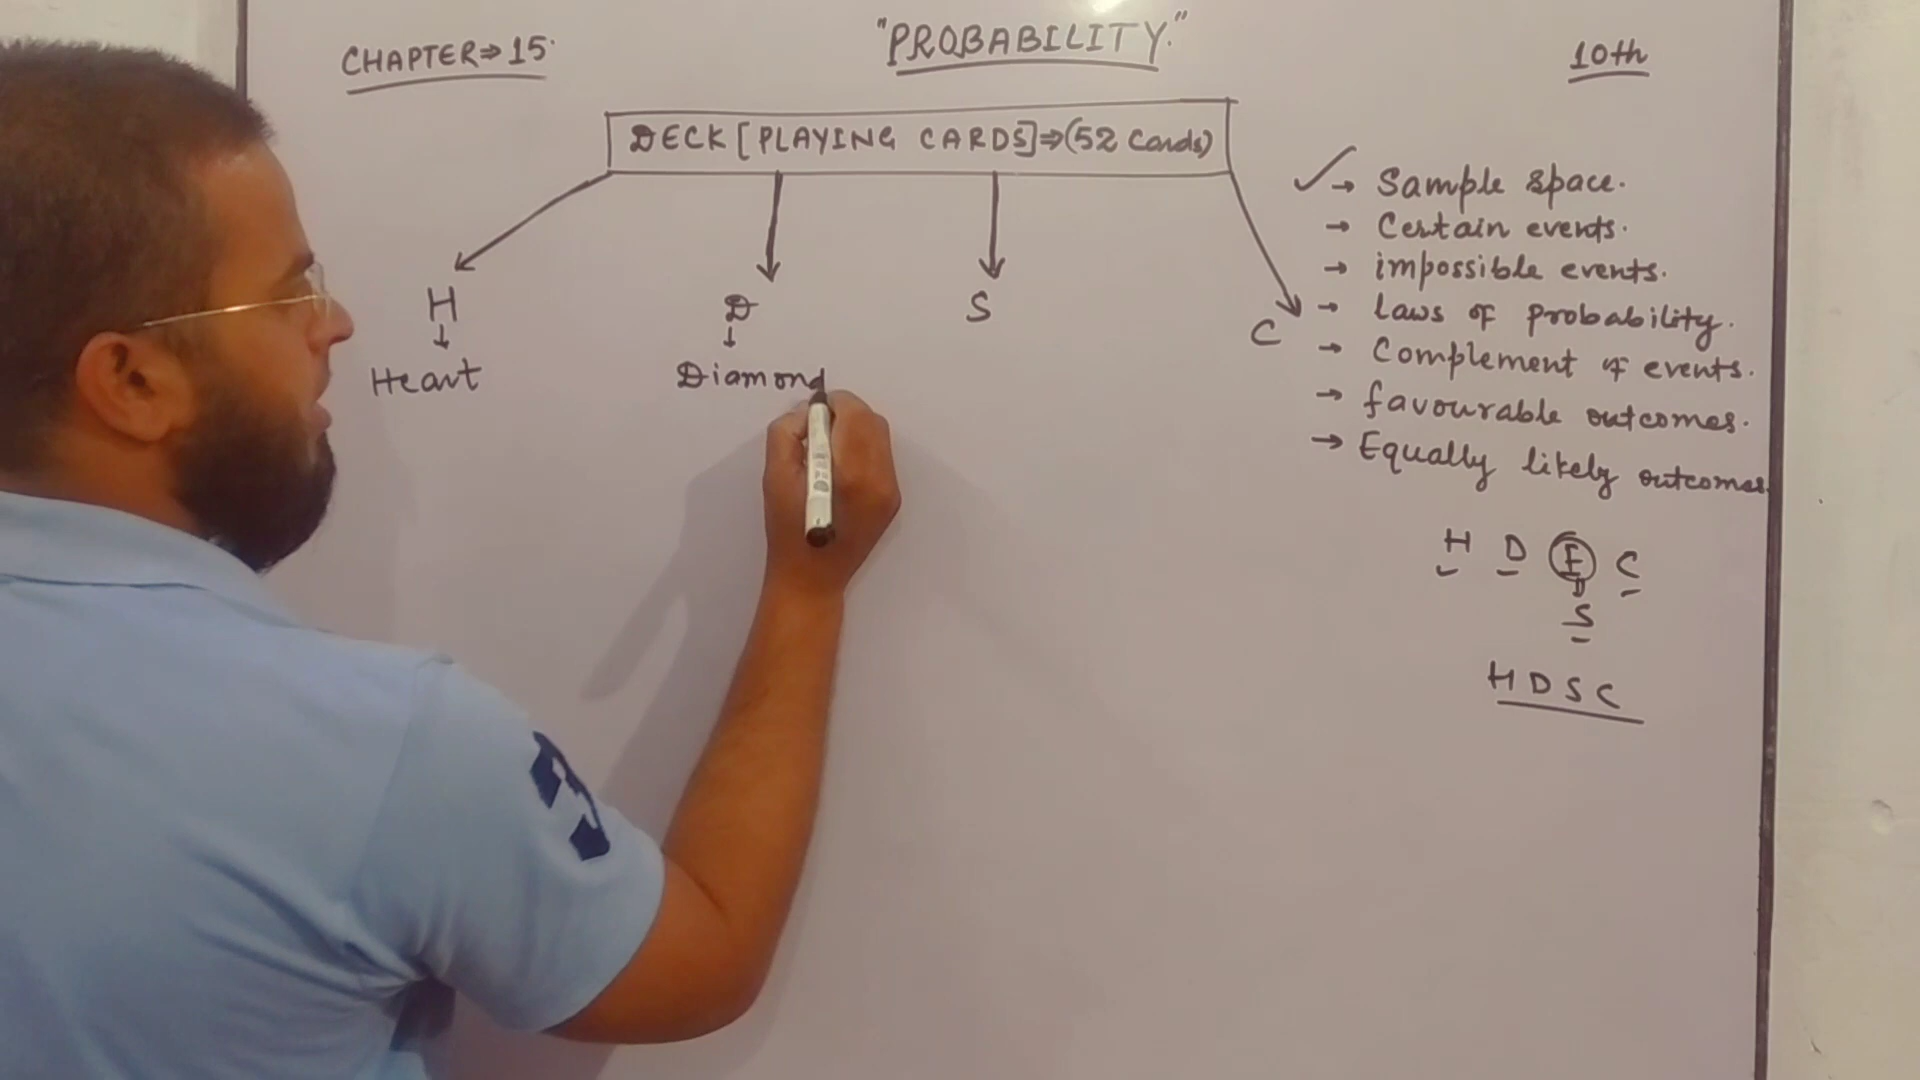 CHAPTER⇒15.
"PROBABILITY."
10th
DECK [PLAYING CARDS]⇒(52 Cards)
H
D
S
C
Heart
Diamond
✓→ Sample space.
→ Certain events.
→ impossible events.
→ laws of probability.
→ Complement of events.
→ favourable outcomes.
→ Equally likely outcomes.
H D F C
S
H D S C